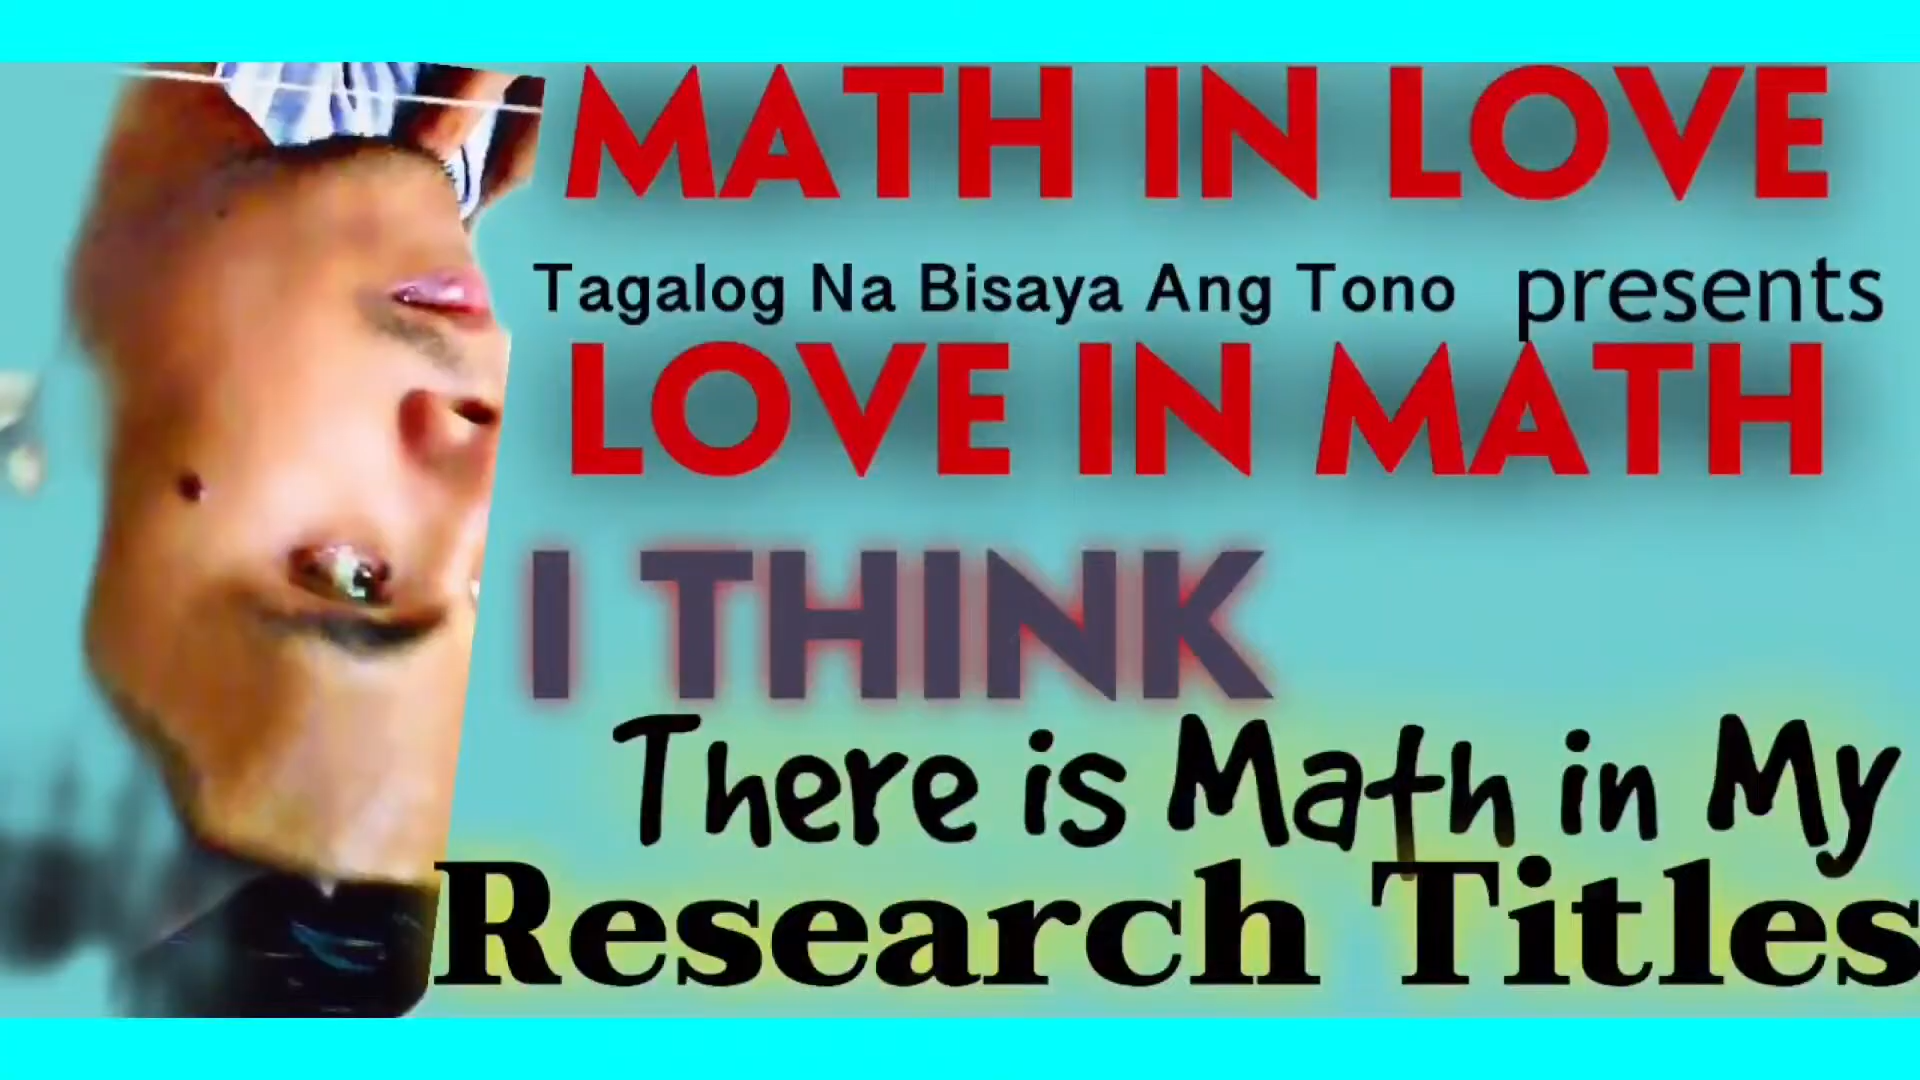 MATH IN LOVE
Tagalog Na Bisaya Ang Tono presents
LOVE IN MATH
I THINK
There is Math in My
Research Titles